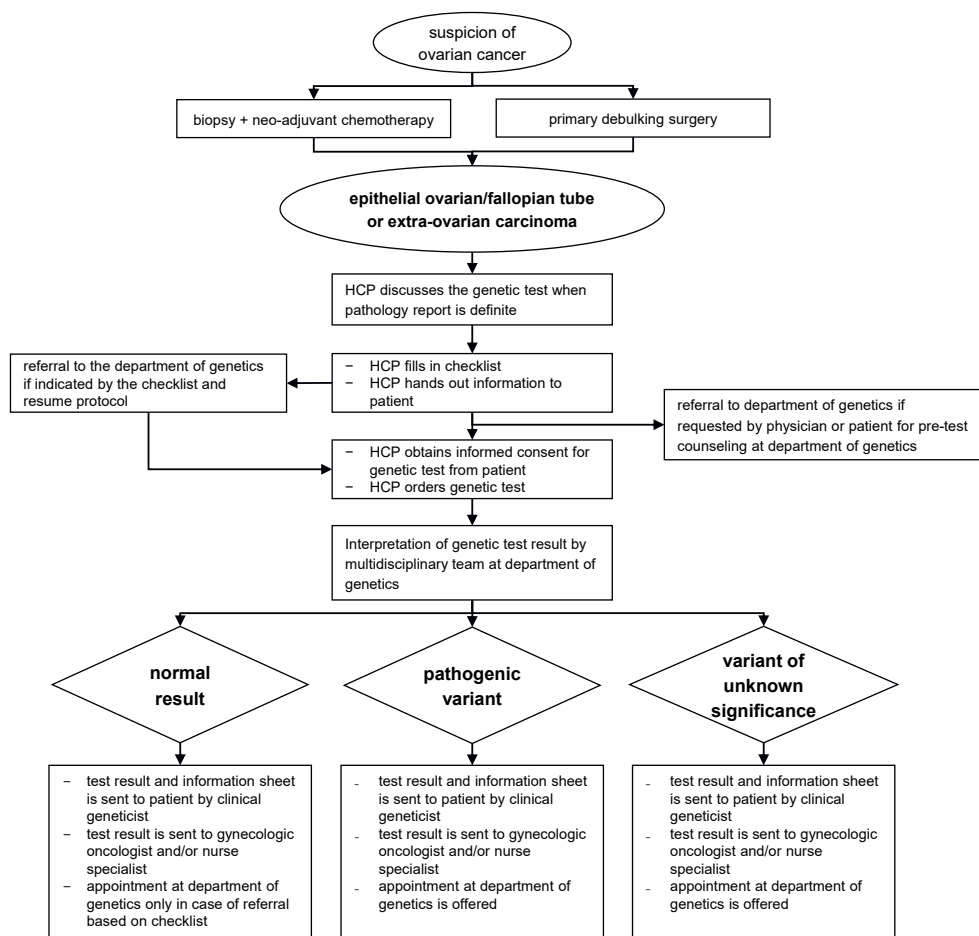 suspicion of
ovarian cancer
biopsy + neo-adjuvant chemotherapy
primary debulking surgery
epithelial ovarian/fallopian tube
or extra-ovarian carcinoma
HCP discusses the genetic test when
pathology report is definite
referral to the department of genetics
if indicated by the checklist and
resume protocol
− HCP fills in checklist
− HCP hands out information to
patient
referral to department of genetics if
requested by physician or patient for pre-test
counseling at department of genetics
− HCP obtains informed consent for
genetic test from patient
− HCP orders genetic test
Interpretation of genetic test result by
multidisciplinary team at department of
genetics
normal
result
pathogenic
variant
variant of
unknown
significance
− test result and information sheet
is sent to patient by clinical
geneticist
− test result is sent to gynecologic
oncologist and/or nurse
specialist
− appointment at department of
genetics only in case of referral
based on checklist
- test result and information sheet
is sent to patient by clinical
geneticist
- test result is sent to gynecologic
oncologist and/or nurse
specialist
- appointment at department of
genetics is offered
- test result and information sheet
is sent to patient by clinical
geneticist
- test result is sent to gynecologic
oncologist and/or nurse
specialist
- appointment at department of
genetics is offered